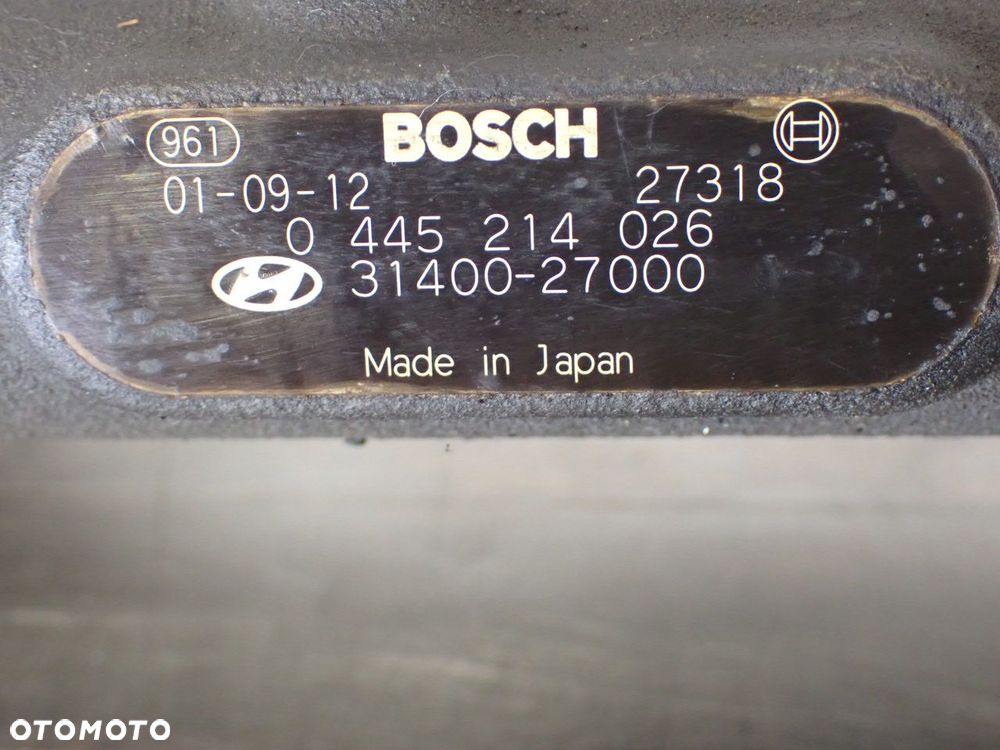 961 BOSCH
01-09-12 27318
0 445 214 026
31400-27000
Made in Japan
OTOMOTO